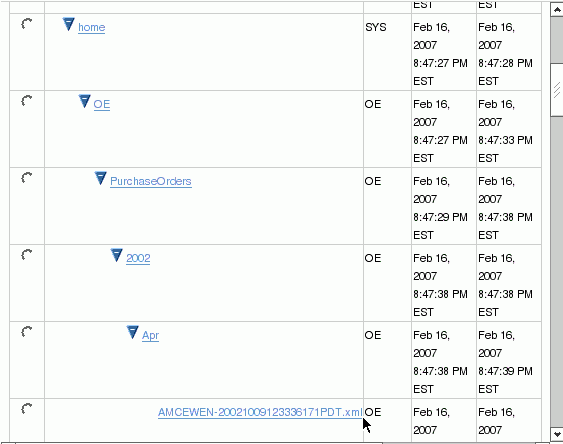 EST EST
home SYS Feb 16, Feb 16,
2007 2007
8:47:27 PM 8:47:28 PM
EST EST
OE OE Feb 16, Feb 16,
2007 2007
8:47:27 PM 8:47:33 PM
EST EST
PurchaseOrders OE Feb 16, Feb 16,
2007 2007
8:47:29 PM 8:47:38 PM
EST EST
2002 OE Feb 16, Feb 16,
2007 2007
8:47:38 PM 8:47:38 PM
EST EST
Apr OE Feb 16, Feb 16,
2007 2007
8:47:38 PM 8:47:39 PM
EST EST
AMCEWEN-20021009123336171PDT.xml OE Feb 16, Feb 16,
2007 2007